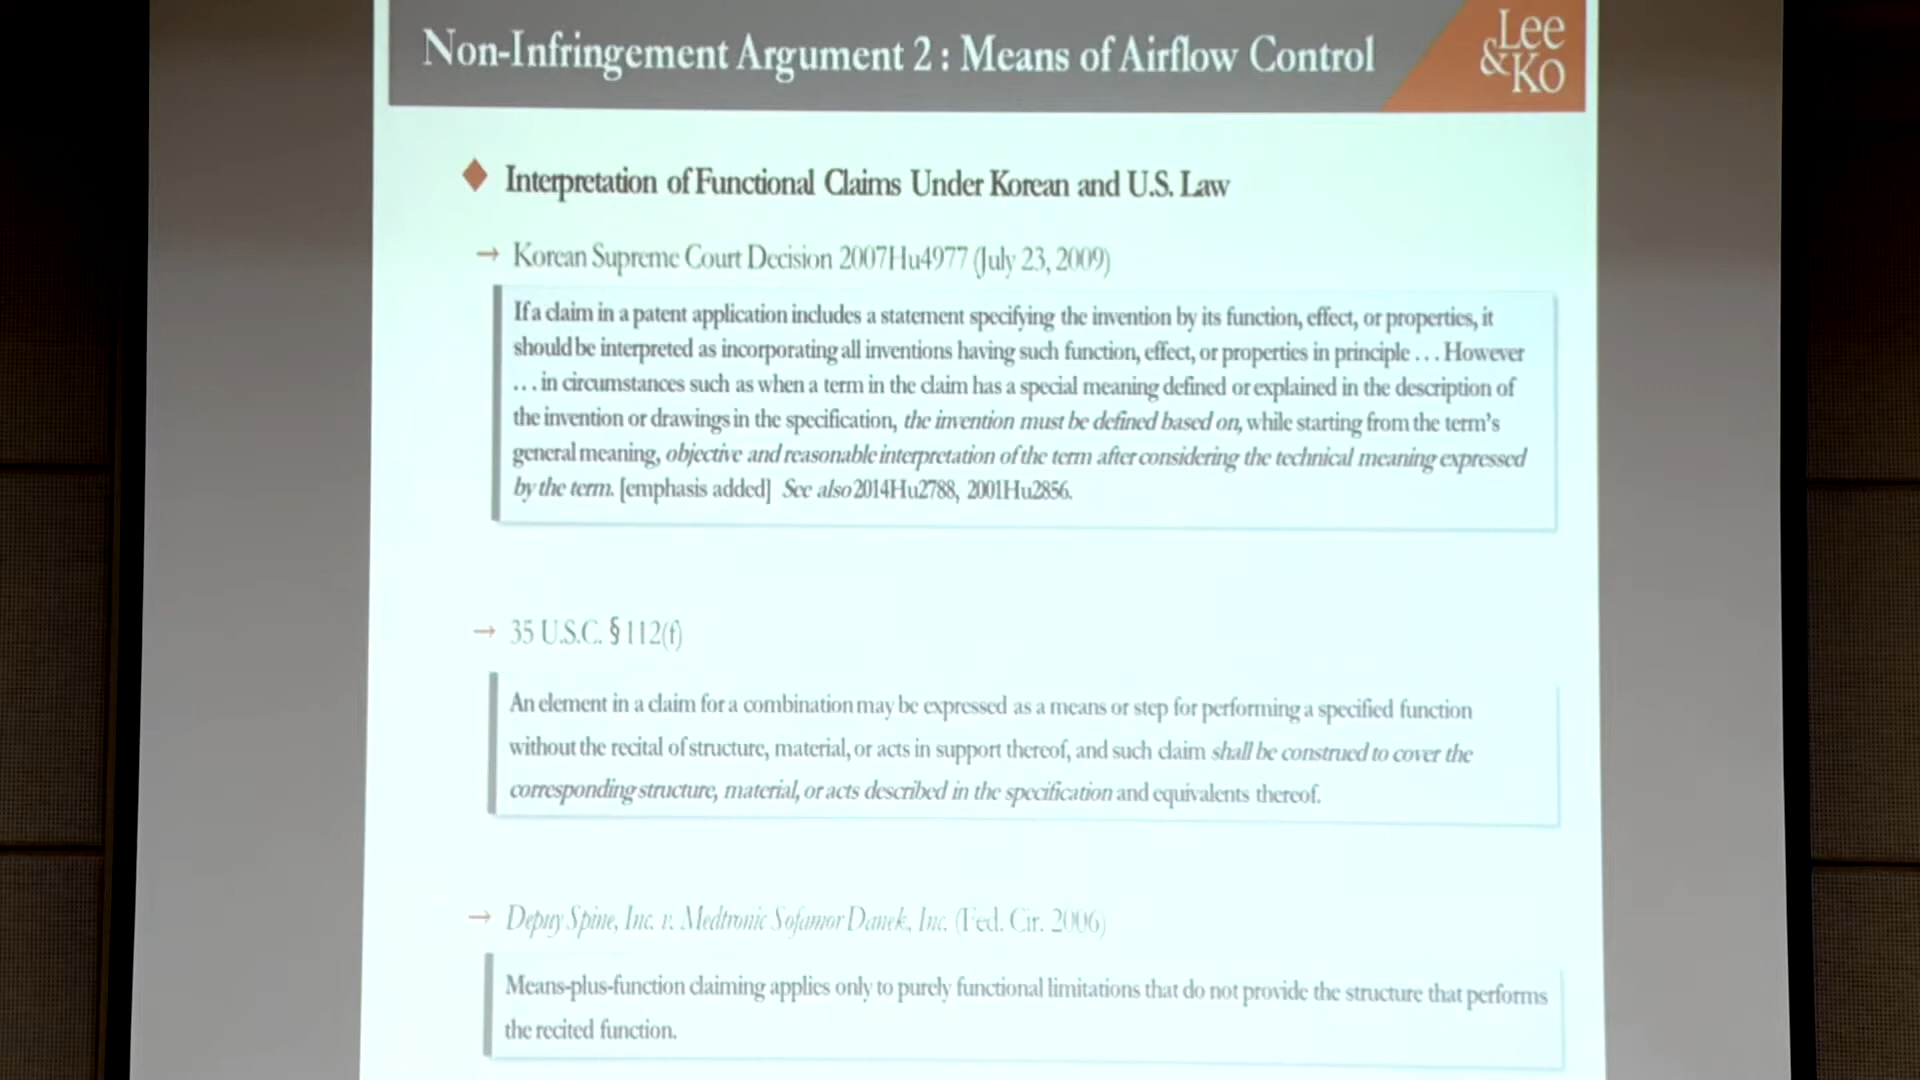 Non-Infringement Argument 2 : Means of Airflow Control
Lee
&KO
Interpretation of Functional Claims Under Korean and U.S. Law
→ Korean Supreme Court Decision 2007Hu4977 (July 23, 2009)
If a claim in a patent application includes a statement specifying the invention by its function, effect, or properties, it
should be interpreted as incorporating all inventions having such function, effect, or properties in principle … However
… in circumstances such as when a term in the claim has a special meaning defined or explained in the description of
the invention or drawings in the specification, the invention must be defined based on, while starting from the term's
general meaning, objective and reasonable interpretation of the term after considering the technical meaning expressed
by the term. [emphasis added] See also 2014Hu2788, 2001Hu2856.
→ 35 U.S.C. § 112(f)
An element in a claim for a combination may be expressed as a means or step for performing a specified function
without the recital of structure, material, or acts in support thereof, and such claim shall be construed to cover the
corresponding structure, material, or acts described in the specification and equivalents thereof.
→ Depuy Spine, Inc. v. Medtronic Sofamor Danek, Inc. (Fed. Cir. 2006)
Means-plus-function claiming applies only to purely functional limitations that do not provide the structure that performs
the recited function.